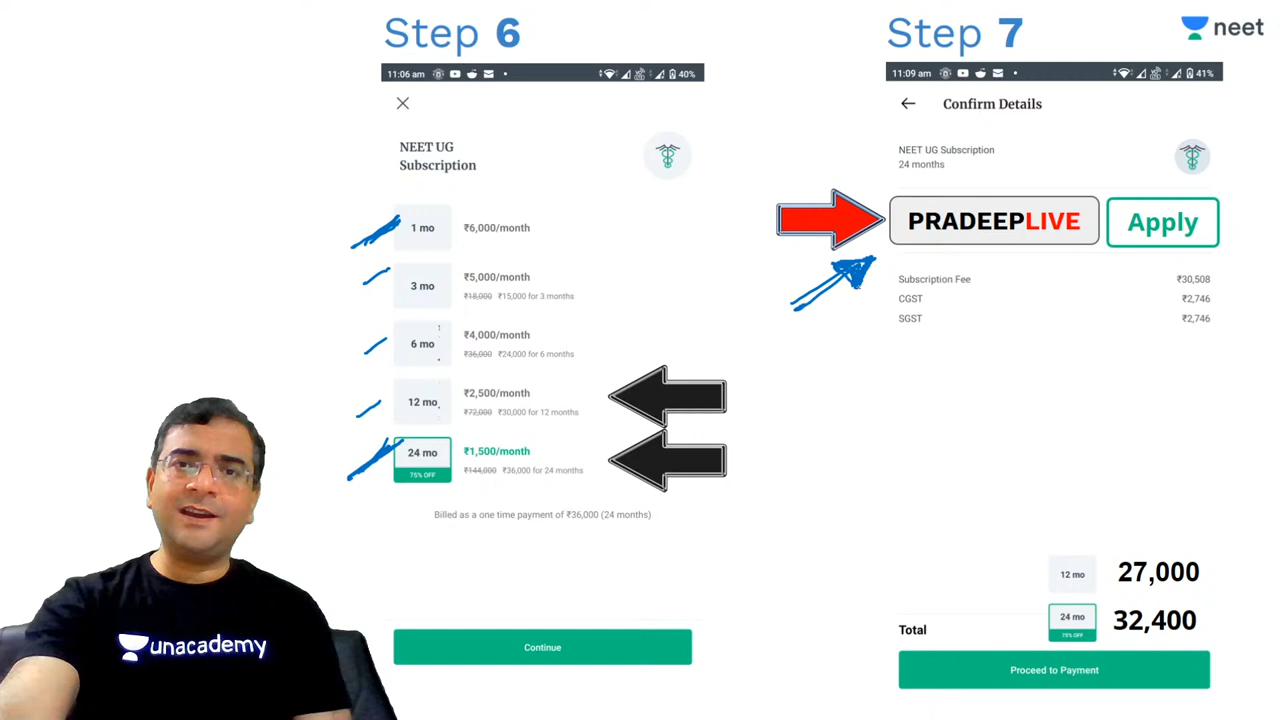 Step 6
11:06 am
40%
NEET UG
Subscription
1 mo
₹6,000/month
3 mo
₹5,000/month
₹18,000 ₹15,000 for 3 months
6 mo
₹4,000/month
₹36,000 ₹24,000 for 6 months
12 mo
₹2,500/month
₹72,000 ₹30,000 for 12 months
24 mo
75% OFF
₹1,500/month
₹144,000 ₹36,000 for 24 months
Billed as a one time payment of ₹36,000 (24 months)
Continue
unacademy
Step 7
neet
11:09 am
41%
Confirm Details
NEET UG Subscription
24 months
PRADEEPLIVE
Apply
Subscription Fee ₹30,508
CGST ₹2,746
SGST ₹2,746
12 mo 27,000
Total
24 mo 32,400
75% OFF
Proceed to Payment